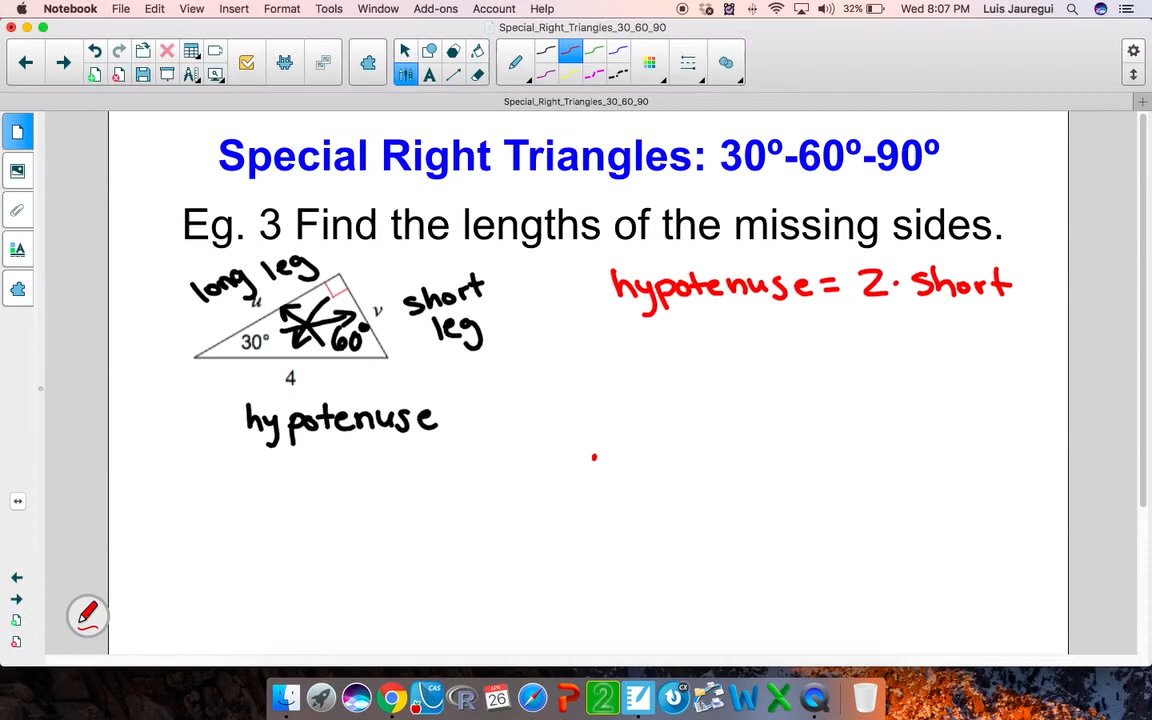 Notebook File Edit View Insert Format Tools Window Add-ons Account Help 32% Wed 8:07 PM Luis Jauregui
Special_Right_Triangles_30_60_90
Special_Right_Triangles_30_60_90
Special Right Triangles: 30º-60º-90º
Eg. 3 Find the lengths of the missing sides.
long leg
hypotenuse = 2 · short
u
v
short
leg
30°
60°
4
hypotenuse